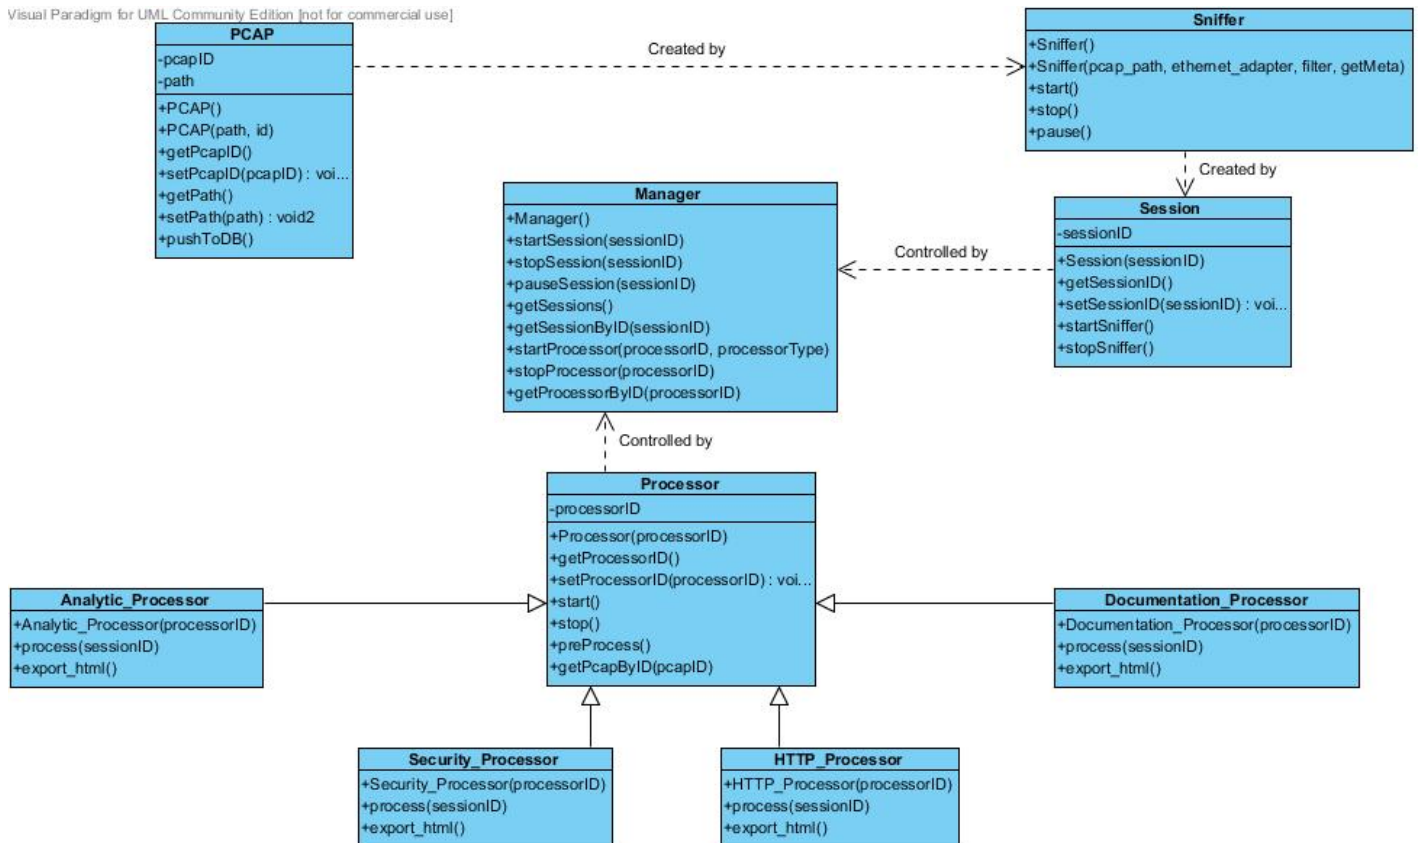 Visual Paradigm for UML Community Edition [not for commercial use]
PCAP
-pcapID
-path
+PCAP()
+PCAP(path, id)
+getPcapID()
+setPcapID(pcapID) : voi...
+getPath()
+setPath(path) : void2
+pushToDB()
Created by
Sniffer
+Sniffer()
+Sniffer(pcap_path, ethernet_adapter, filter, getMeta)
+start()
+stop()
+pause()
Created by
Manager
+Manager()
+startSession(sessionID)
+stopSession(sessionID)
+pauseSession(sessionID)
+getSessions()
+getSessionByID(sessionID)
+startProcessor(processorID, processorType)
+stopProcessor(processorID)
+getProcessorByID(processorID)
Controlled by
Session
-sessionID
+Session(sessionID)
+getSessionID()
+setSessionID(sessionID) : voi...
+startSniffer()
+stopSniffer()
Controlled by
Processor
-processorID
+Processor(processorID)
+getProcessorID()
+setProcessorID(processorID) : voi...
+start()
+stop()
+preProcess()
+getPcapByID(pcapID)
Analytic_Processor
+Analytic_Processor(processorID)
+process(sessionID)
+export_html()
Documentation_Processor
+Documentation_Processor(processorID)
+process(sessionID)
+export_html()
Security_Processor
+Security_Processor(processorID)
+process(sessionID)
+export_html()
HTTP_Processor
+HTTP_Processor(processorID)
+process(sessionID)
+export_html()